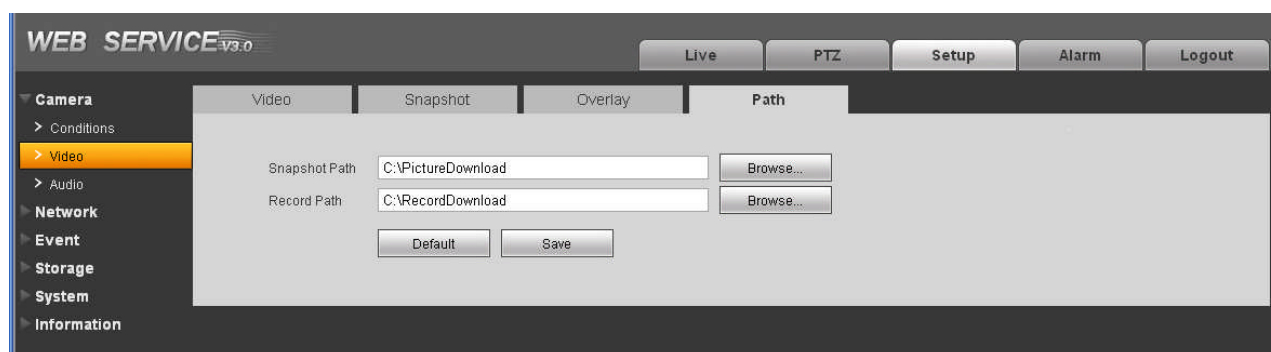 WEB SERVICE V3.0
Live PTZ Setup Alarm Logout
Camera
> Conditions
> Video
> Audio
Network
Event
Storage
System
Information
Video Snapshot Overlay Path
Snapshot Path C:\PictureDownload Browse...
Record Path C:\RecordDownload Browse...
Default Save